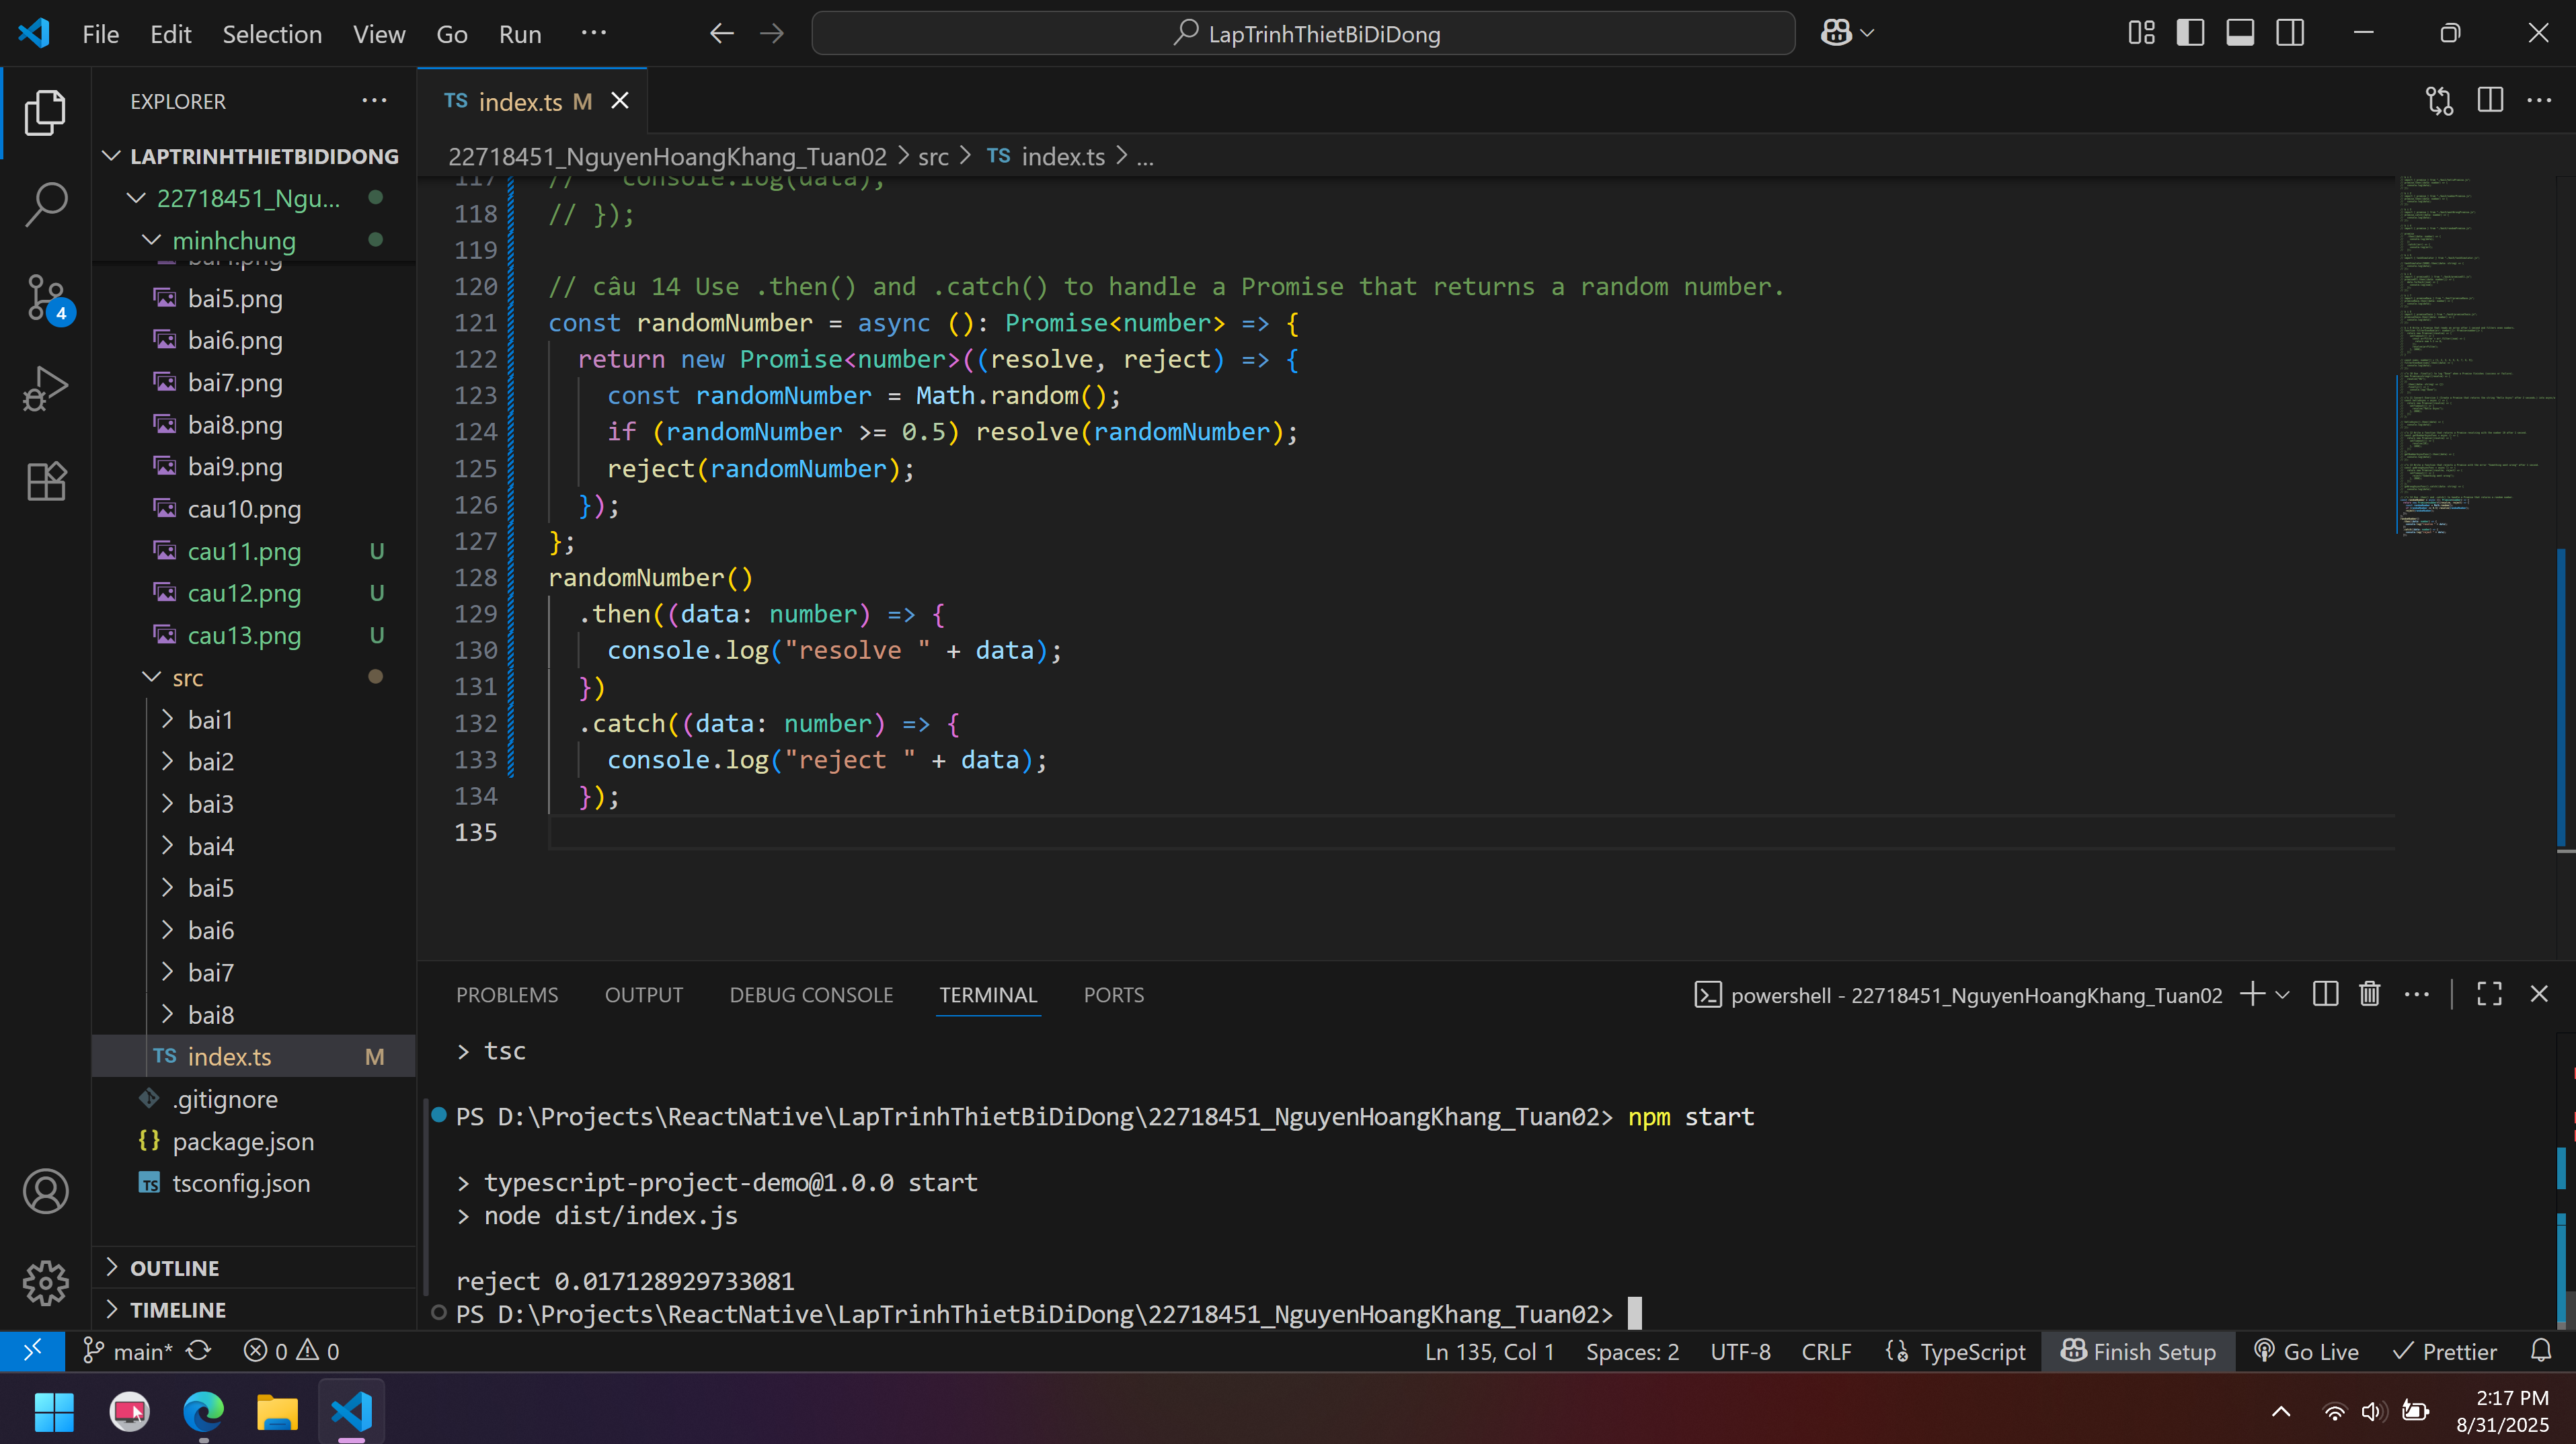 File Edit Selection View Go Run ···
LapTrinhThietBiDiDong
EXPLORER
LAPTRINHTHIETBIDIDONG
22718451_Ngu...
minhchung
bai5.png
bai6.png
bai7.png
bai8.png
bai9.png
cau10.png
cau11.png U
cau12.png U
cau13.png U
src
bai1
bai2
bai3
bai4
bai5
bai6
bai7
bai8
TS index.ts M
.gitignore
{} package.json
TS tsconfig.json
OUTLINE
TIMELINE
4
TS index.ts M
22718451_NguyenHoangKhang_Tuan02 > src > TS index.ts > ...
117 //   console.log(data);
118 // });
119
120 // câu 14 Use .then() and .catch() to handle a Promise that returns a random number.
121 const randomNumber = async (): Promise<number> => {
122   return new Promise<number>((resolve, reject) => {
123     const randomNumber = Math.random();
124     if (randomNumber >= 0.5) resolve(randomNumber);
125     reject(randomNumber);
126   });
127 };
128 randomNumber()
129   .then((data: number) => {
130     console.log("resolve " + data);
131   })
132   .catch((data: number) => {
133     console.log("reject " + data);
134   });
135
PROBLEMS OUTPUT DEBUG CONSOLE TERMINAL PORTS
powershell - 22718451_NguyenHoangKhang_Tuan02
> tsc
PS D:\Projects\ReactNative\LapTrinhThietBiDiDong\22718451_NguyenHoangKhang_Tuan02> npm start
> typescript-project-demo@1.0.0 start
> node dist/index.js
reject 0.017128929733081
PS D:\Projects\ReactNative\LapTrinhThietBiDiDong\22718451_NguyenHoangKhang_Tuan02>
main* 0 0
Ln 135, Col 1 Spaces: 2 UTF-8 CRLF TypeScript Finish Setup Go Live Prettier
2:17 PM
8/31/2025